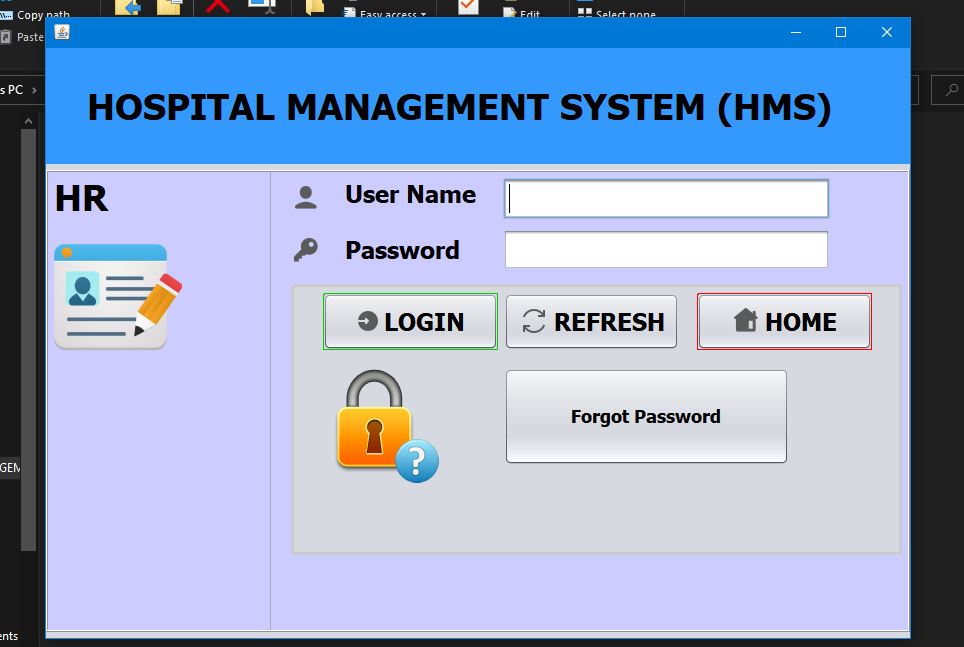 Copy path
Easy access
Edit
Select none
Paste
s PC
HOSPITAL MANAGEMENT SYSTEM (HMS)
HR
User Name
Password
LOGIN
REFRESH
HOME
?
Forgot Password
GEM
ents